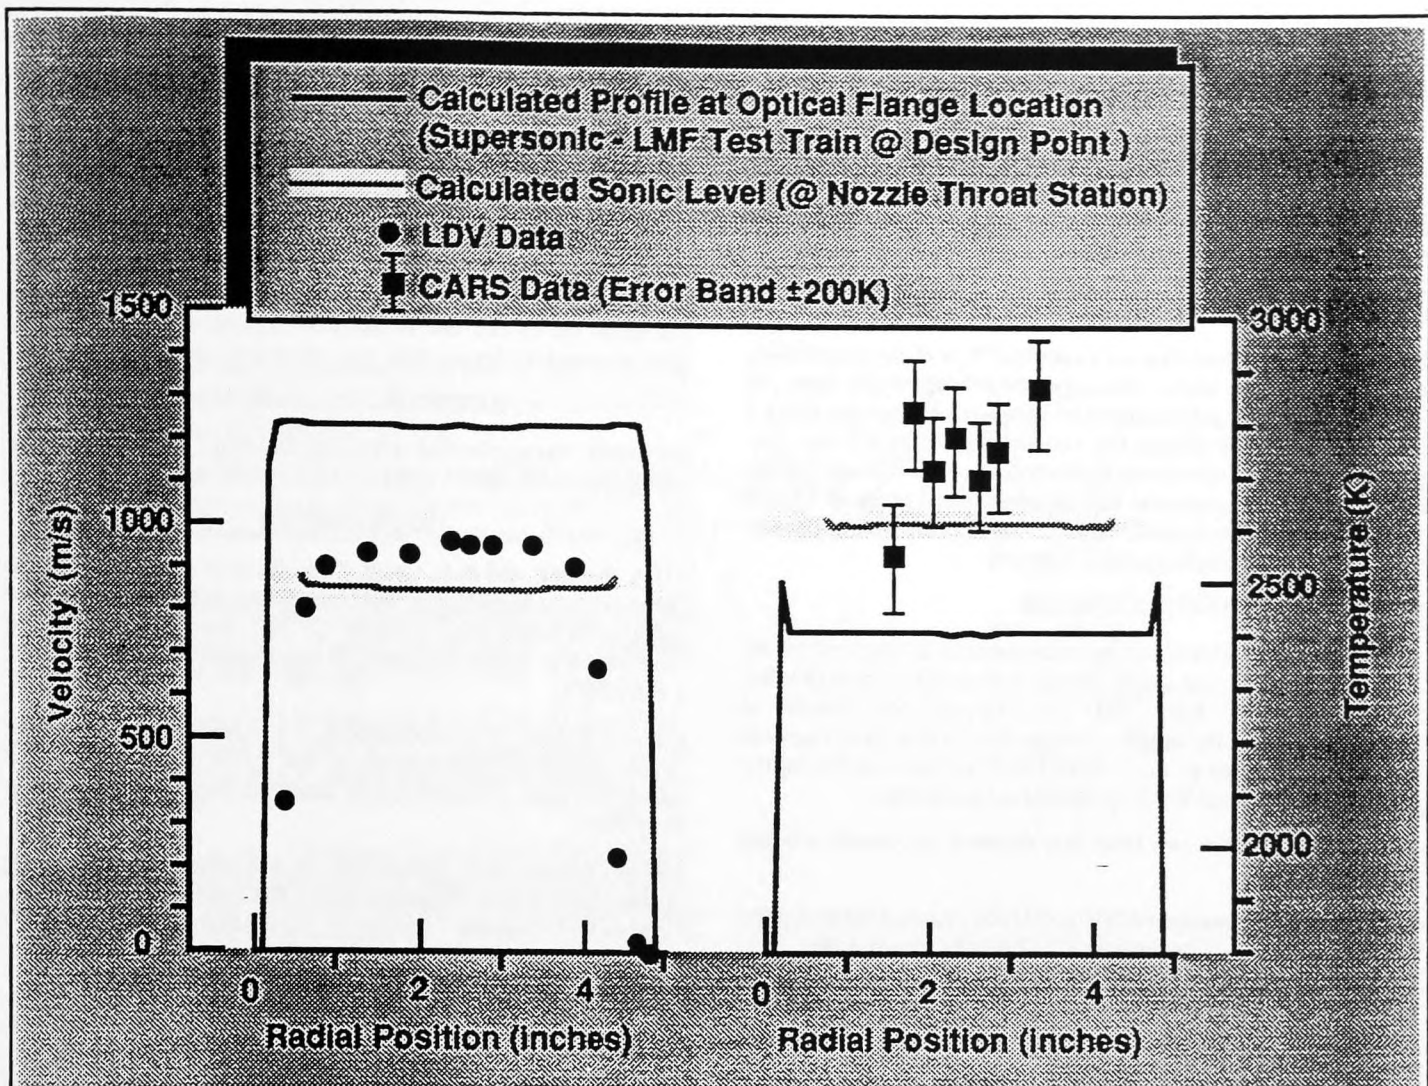 Calculated Profile at Optical Flange Location
(Supersonic - LMF Test Train @ Design Point )
Calculated Sonic Level (@ Nozzle Throat Station)
LDV Data
CARS Data (Error Band ±200K)
1500
1000
500
0
Velocity (m/s)
0
2
4
Radial Position (Inches)
3000
2500
2000
Temperature (K)
0
2
4
Radial Position (Inches)